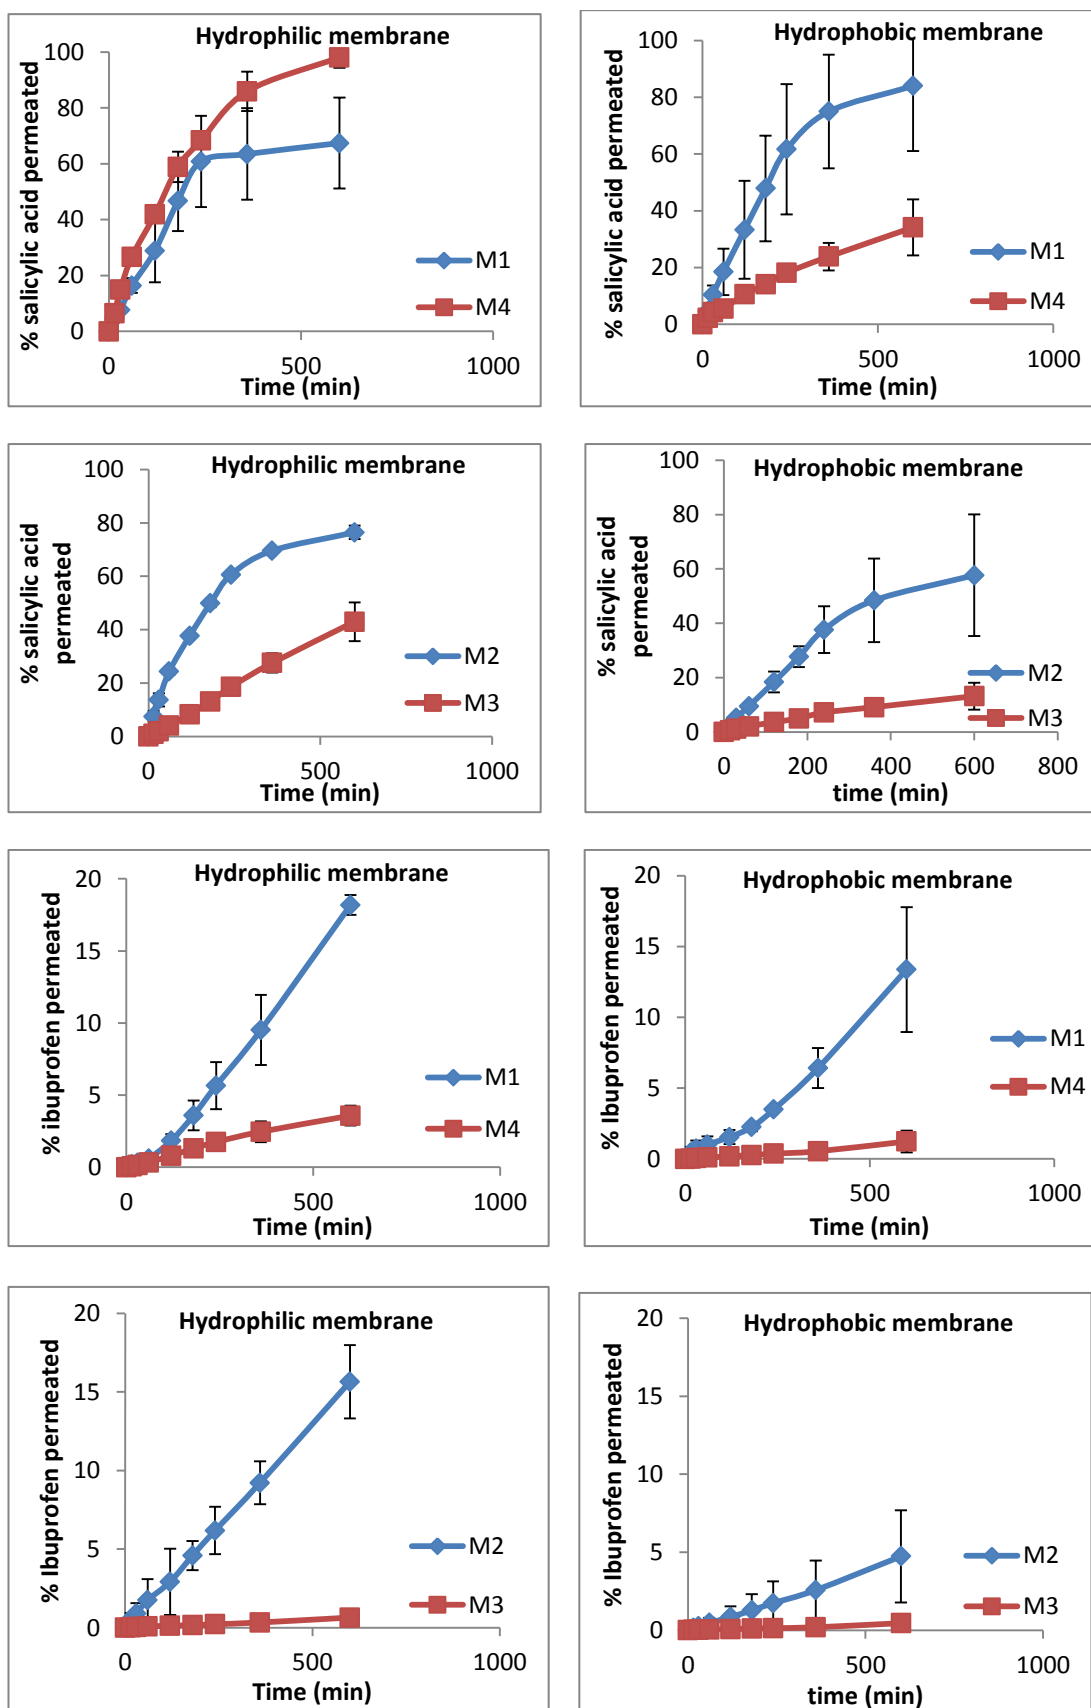 Hydrophilic membrane
% salicylic acid permeated
100
80
60
40
20
0
M1
M4
0
500
1000
Time (min)
Hydrophobic membrane
% salicylic acid permeated
100
80
60
40
20
0
M1
M4
0
500
1000
Time (min)
Hydrophilic membrane
% salicylic acid
permeated
100
80
60
40
20
0
M2
M3
0
500
1000
Time (min)
Hydrophobic membrane
% salicylic acid
permeated
100
80
60
40
20
0
M2
M3
0
200
400
600
800
time (min)
Hydrophilic membrane
% ibuprofen permeated
20
15
10
5
0
M1
M4
0
500
1000
Time (min)
Hydrophobic membrane
% Ibuprofen permeated
20
15
10
5
0
M1
M4
0
500
1000
Time (min)
Hydrophilic membrane
% Ibuprofen permeated
20
15
10
5
0
M2
M3
0
500
1000
Time (min)
Hydrophobic membrane
% Ibuprofen permeated
20
15
10
5
0
M2
M3
0
500
1000
time (min)